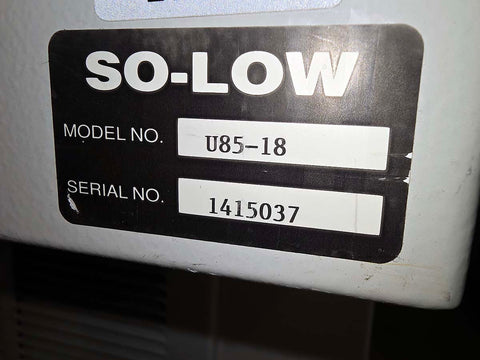 SO-LOW
MODEL NO. U85-18
SERIAL NO. 1415037